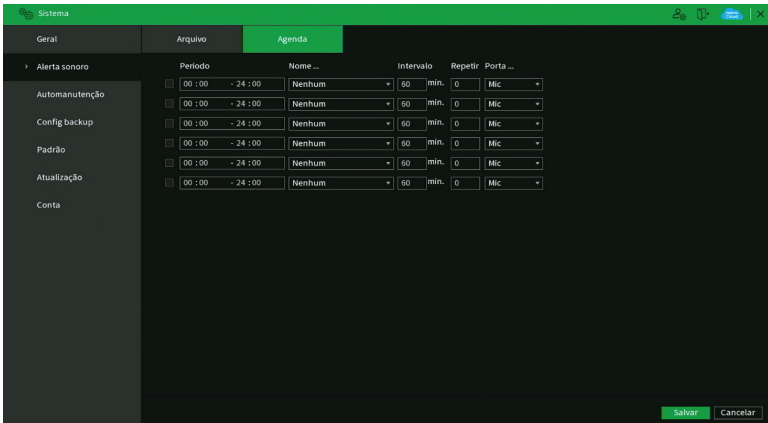 Sistema
Geral
Arquivo
Agenda
Alerta sonoro
Automanutenção
Config backup
Padrão
Atualização
Conta
Período Nome ... Intervalo Repetir Porta ...
00 : 00 - 24 : 00 Nenhum 60 min. 0 Mic
00 : 00 - 24 : 00 Nenhum 60 min. 0 Mic
00 : 00 - 24 : 00 Nenhum 60 min. 0 Mic
00 : 00 - 24 : 00 Nenhum 60 min. 0 Mic
00 : 00 - 24 : 00 Nenhum 60 min. 0 Mic
00 : 00 - 24 : 00 Nenhum 60 min. 0 Mic
Salvar Cancelar